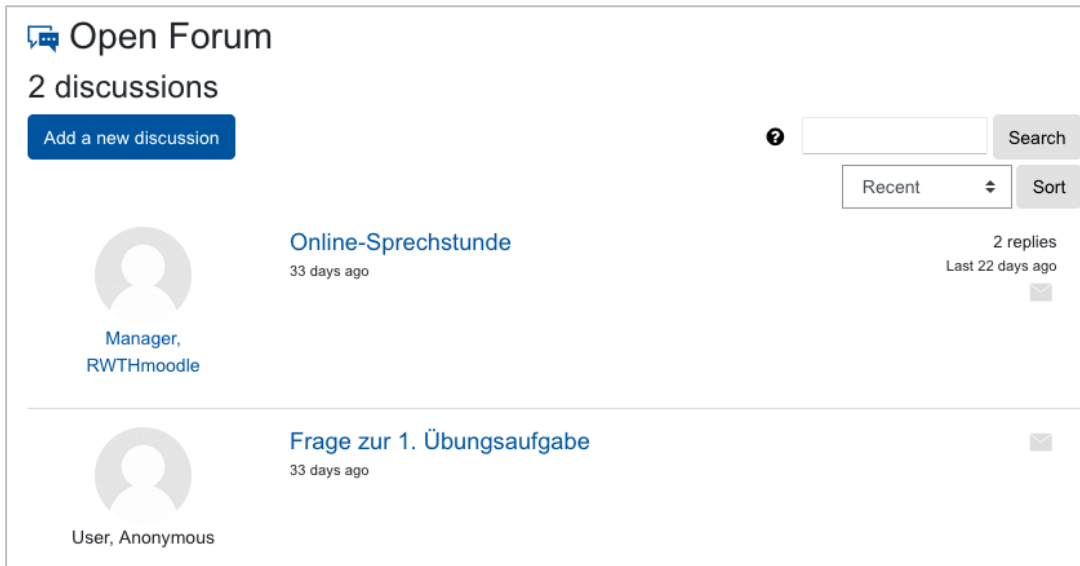 Open Forum
2 discussions
Add a new discussion
Search
Recent
Sort
Online-Sprechstunde
33 days ago
2 replies
Last 22 days ago
Manager,
RWTHmoodle
Frage zur 1. Übungsaufgabe
33 days ago
User, Anonymous